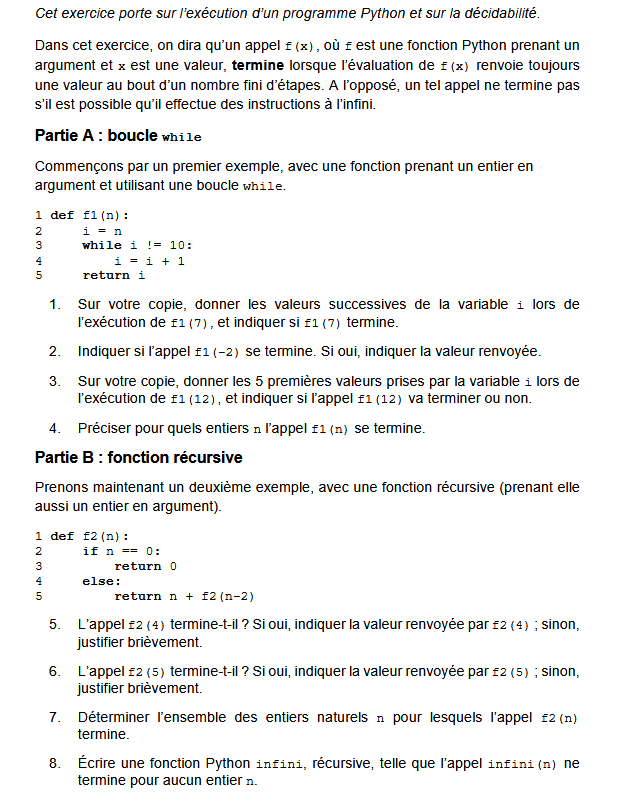 Cet exercice porte sur l'exécution d'un programme Python et sur la décidabilité.
Dans cet exercice, on dira qu'un appel f(x), où f est une fonction Python prenant un
argument et x est une valeur, termine lorsque l'évaluation de f(x) renvoie toujours
une valeur au bout d'un nombre fini d'étapes. A l'opposé, un tel appel ne termine pas
s'il est possible qu'il effectue des instructions à l'infini.
Partie A : boucle while
Commençons par un premier exemple, avec une fonction prenant un entier en
argument et utilisant une boucle while.
1 def f1(n):
2     i = n
3     while i != 10:
4         i = i + 1
5     return i
1. Sur votre copie, donner les valeurs successives de la variable i lors de
l'exécution de f1(7), et indiquer si f1(7) termine.
2. Indiquer si l'appel f1(-2) se termine. Si oui, indiquer la valeur renvoyée.
3. Sur votre copie, donner les 5 premières valeurs prises par la variable i lors de
l'exécution de f1(12), et indiquer si l'appel f1(12) va terminer ou non.
4. Préciser pour quels entiers n l'appel f1(n) se termine.
Partie B : fonction récursive
Prenons maintenant un deuxième exemple, avec une fonction récursive (prenant elle
aussi un entier en argument).
1 def f2(n):
2     if n == 0:
3         return 0
4     else:
5         return n + f2(n-2)
5. L'appel f2(4) termine-t-il ? Si oui, indiquer la valeur renvoyée par f2(4) ; sinon,
justifier brièvement.
6. L'appel f2(5) termine-t-il ? Si oui, indiquer la valeur renvoyée par f2(5) ; sinon,
justifier brièvement.
7. Déterminer l'ensemble des entiers naturels n pour lesquels l'appel f2(n)
termine.
8. Écrire une fonction Python infini, récursive, telle que l'appel infini(n) ne
termine pour aucun entier n.